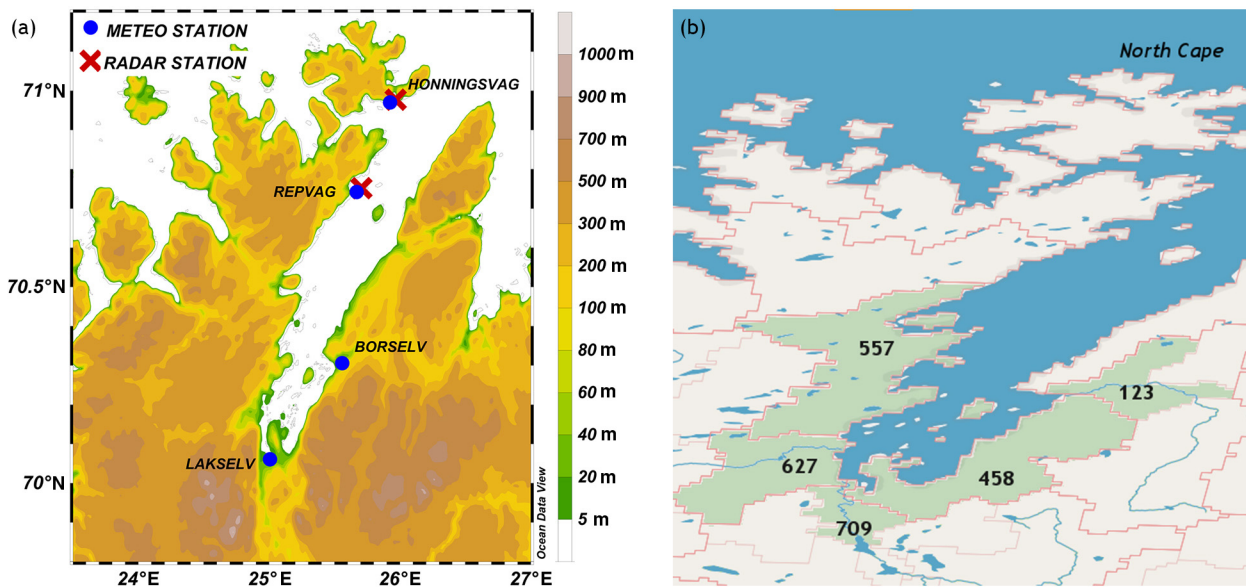 (a)
METEO STATION
RADAR STATION
HONNINGSVAG
REPVAG
BORSELV
LAKSELV
71°N
70.5°N
70°N
24°E
25°E
26°E
27°E
1000 m
900 m
700 m
500 m
300 m
200 m
100 m
80 m
60 m
40 m
20 m
5 m
Ocean Data View
(b)
North Cape
557
123
627
458
709